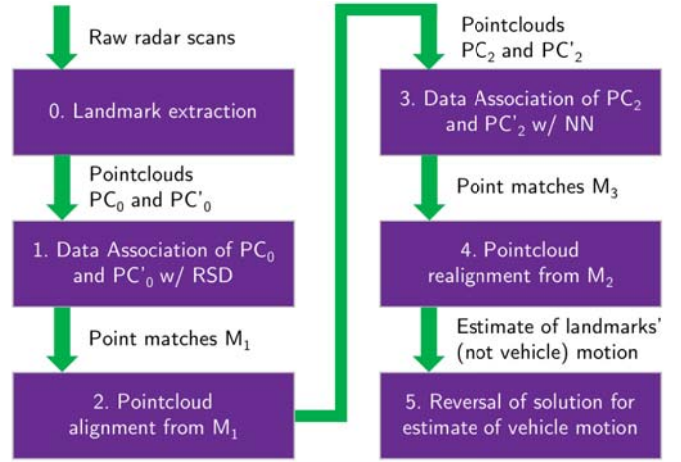 Raw radar scans
0. Landmark extraction
Pointclouds
PC₀ and PC'₀
1. Data Association of PC₀
and PC'₀ w/ RSD
Point matches M₁
2. Pointcloud
alignment from M₁
Pointclouds
PC₂ and PC'₂
3. Data Association of PC₂
and PC'₂ w/ NN
Point matches M₃
4. Pointcloud
realignment from M₂
Estimate of landmarks'
(not vehicle) motion
5. Reversal of solution for
estimate of vehicle motion